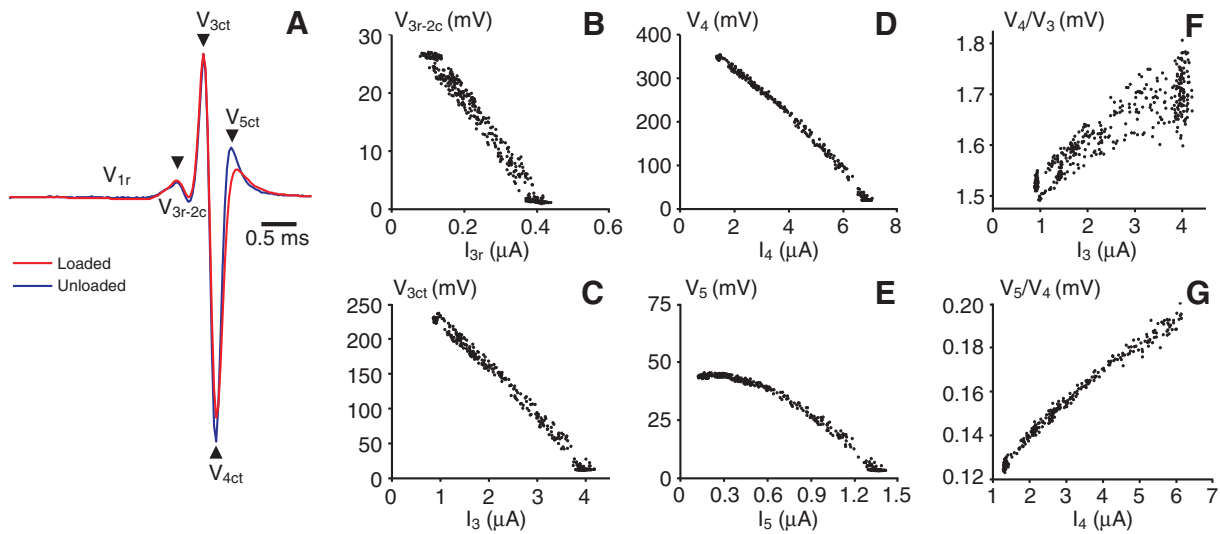 A
V3ct
V5ct
V1r
V3r-2c
0.5 ms
Loaded
Unloaded
V4ct
B
V3r-2c (mV)
30
20
10
0
0
0.2
0.4
0.6
I3r (μA)
C
V3ct (mV)
250
200
150
100
50
0
0
1
2
3
4
I3 (μA)
D
V4 (mV)
400
300
200
100
0
0
2
4
6
8
I4 (μA)
E
V5 (mV)
75
50
25
0
0
0.3
0.6
0.9
1.2
1.5
I5 (μA)
F
V4/V3 (mV)
1.8
1.7
1.6
1.5
0
1
2
3
4
I3 (μA)
G
V5/V4 (mV)
0.20
0.18
0.16
0.14
0.12
1
2
3
4
5
6
7
I4 (μA)